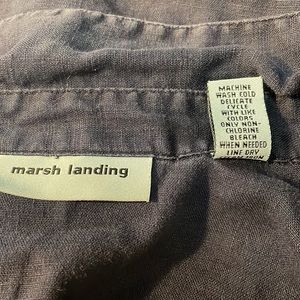 MACHINE
WASH COLD
DELICATE
CYCLE
WITH LIKE
COLORS
ONLY NON-
CHLORINE
BLEACH
WHEN NEEDED
LINE DRY
marsh landing